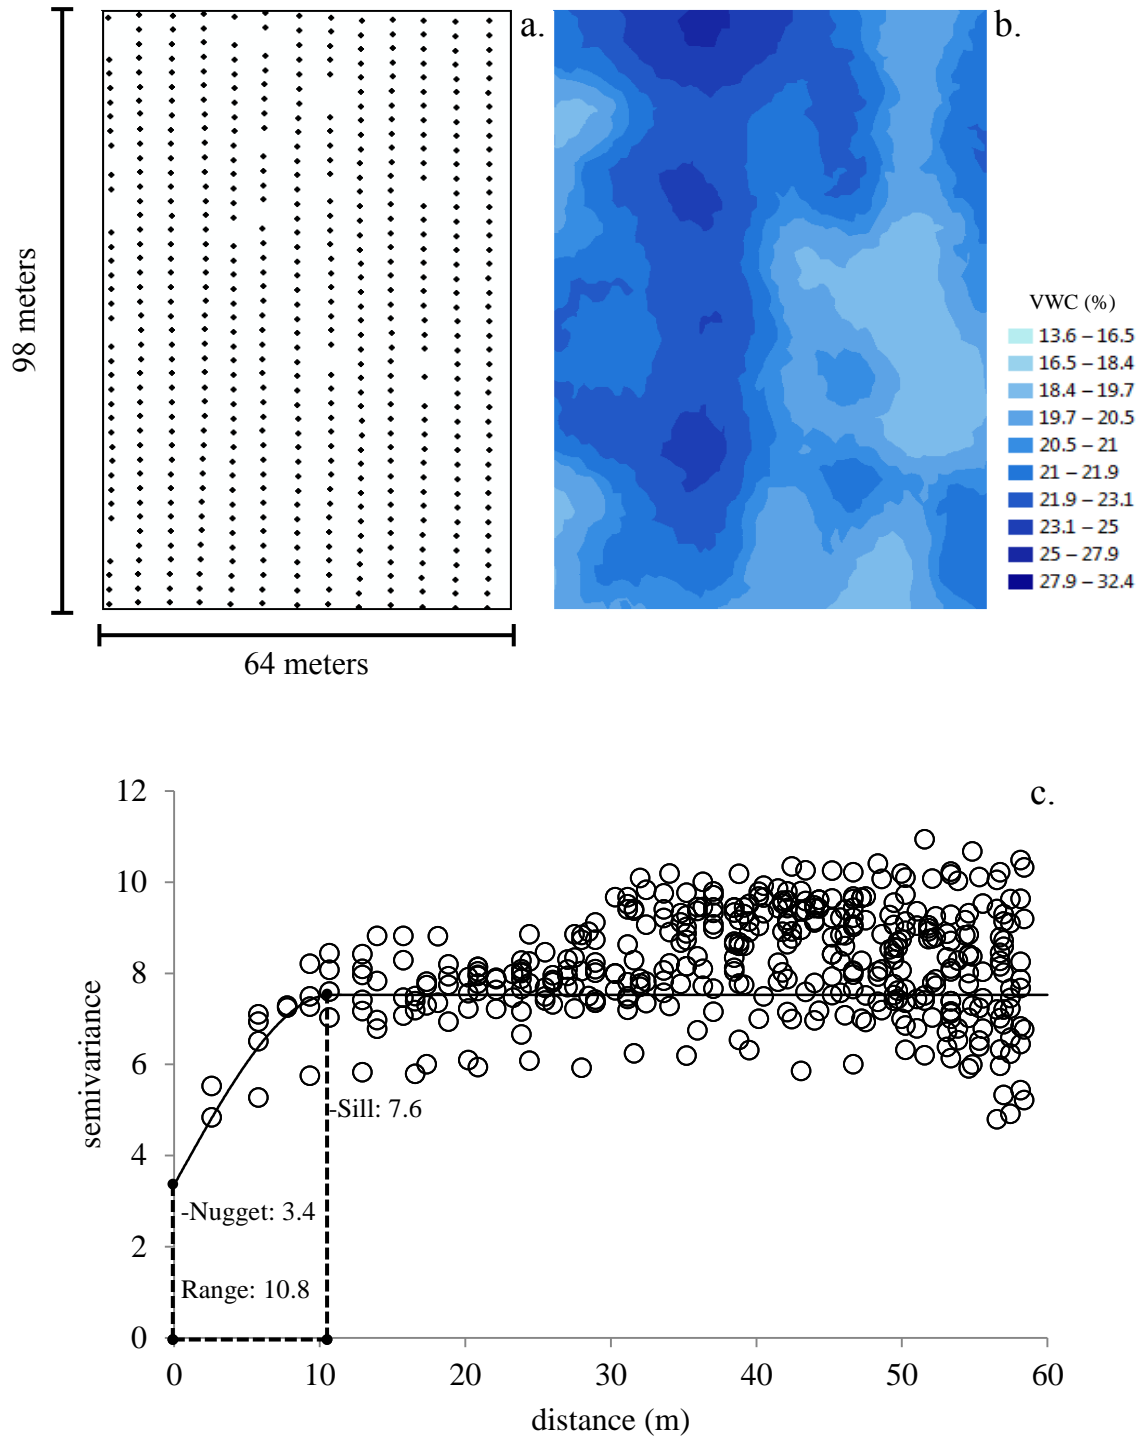 a.
b.
98 meters
64 meters
VWC (%)
13.6 – 16.5
16.5 – 18.4
18.4 – 19.7
19.7 – 20.5
20.5 – 21
21 – 21.9
21.9 – 23.1
23.1 – 25
25 – 27.9
27.9 – 32.4
c.
semivariance
12
10
8
6
4
2
0
-Sill: 7.6
-Nugget: 3.4
Range: 10.8
0 10 20 30 40 50 60
distance (m)